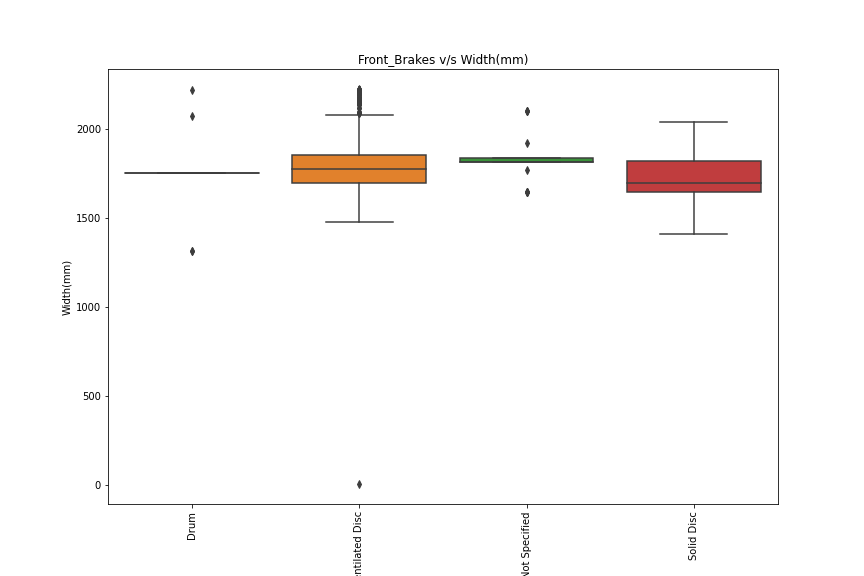 Front_Brakes v/s Width(mm)
Width(mm)
2000
1500
1000
500
0
Drum
entilated Disc
Not Specified
Solid Disc